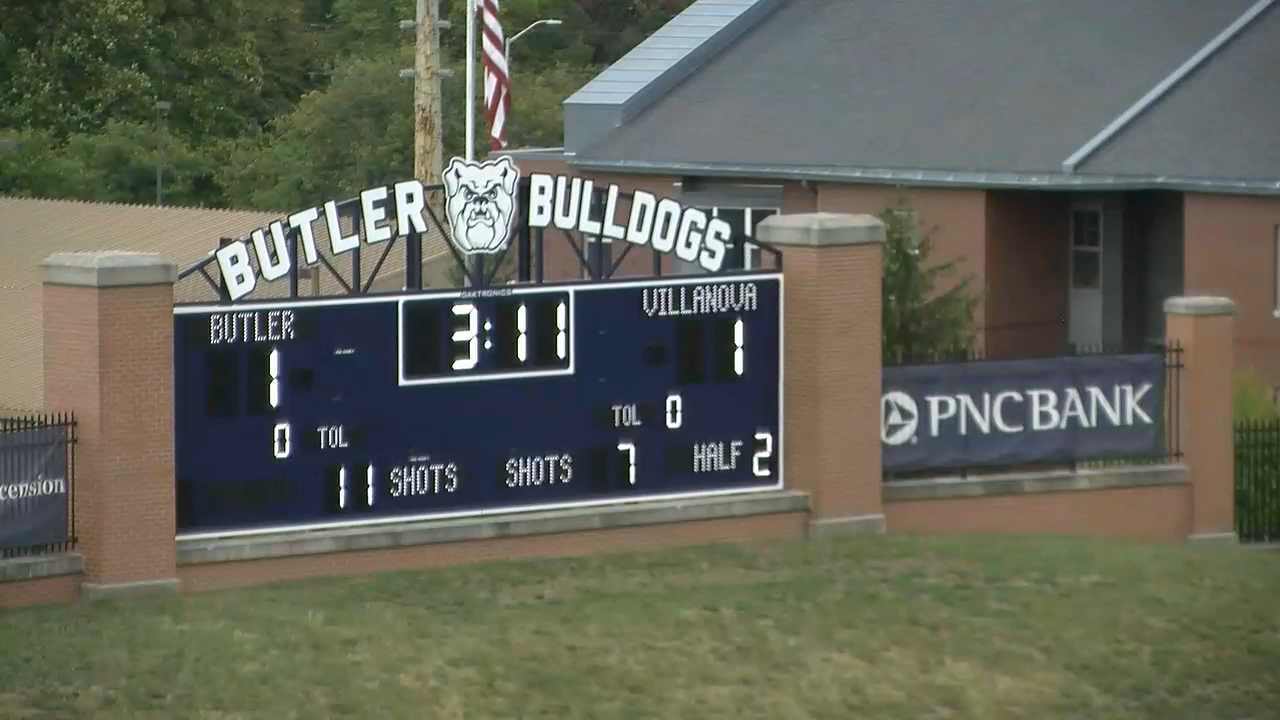 BUTLER BULLDOGS
DAKTRONICS
BUTLER 3:11 VILLANOVA
1 1
0 TOL TOL 0
11 SHOTS SHOTS 7 HALF 2
PNC BANK
cension